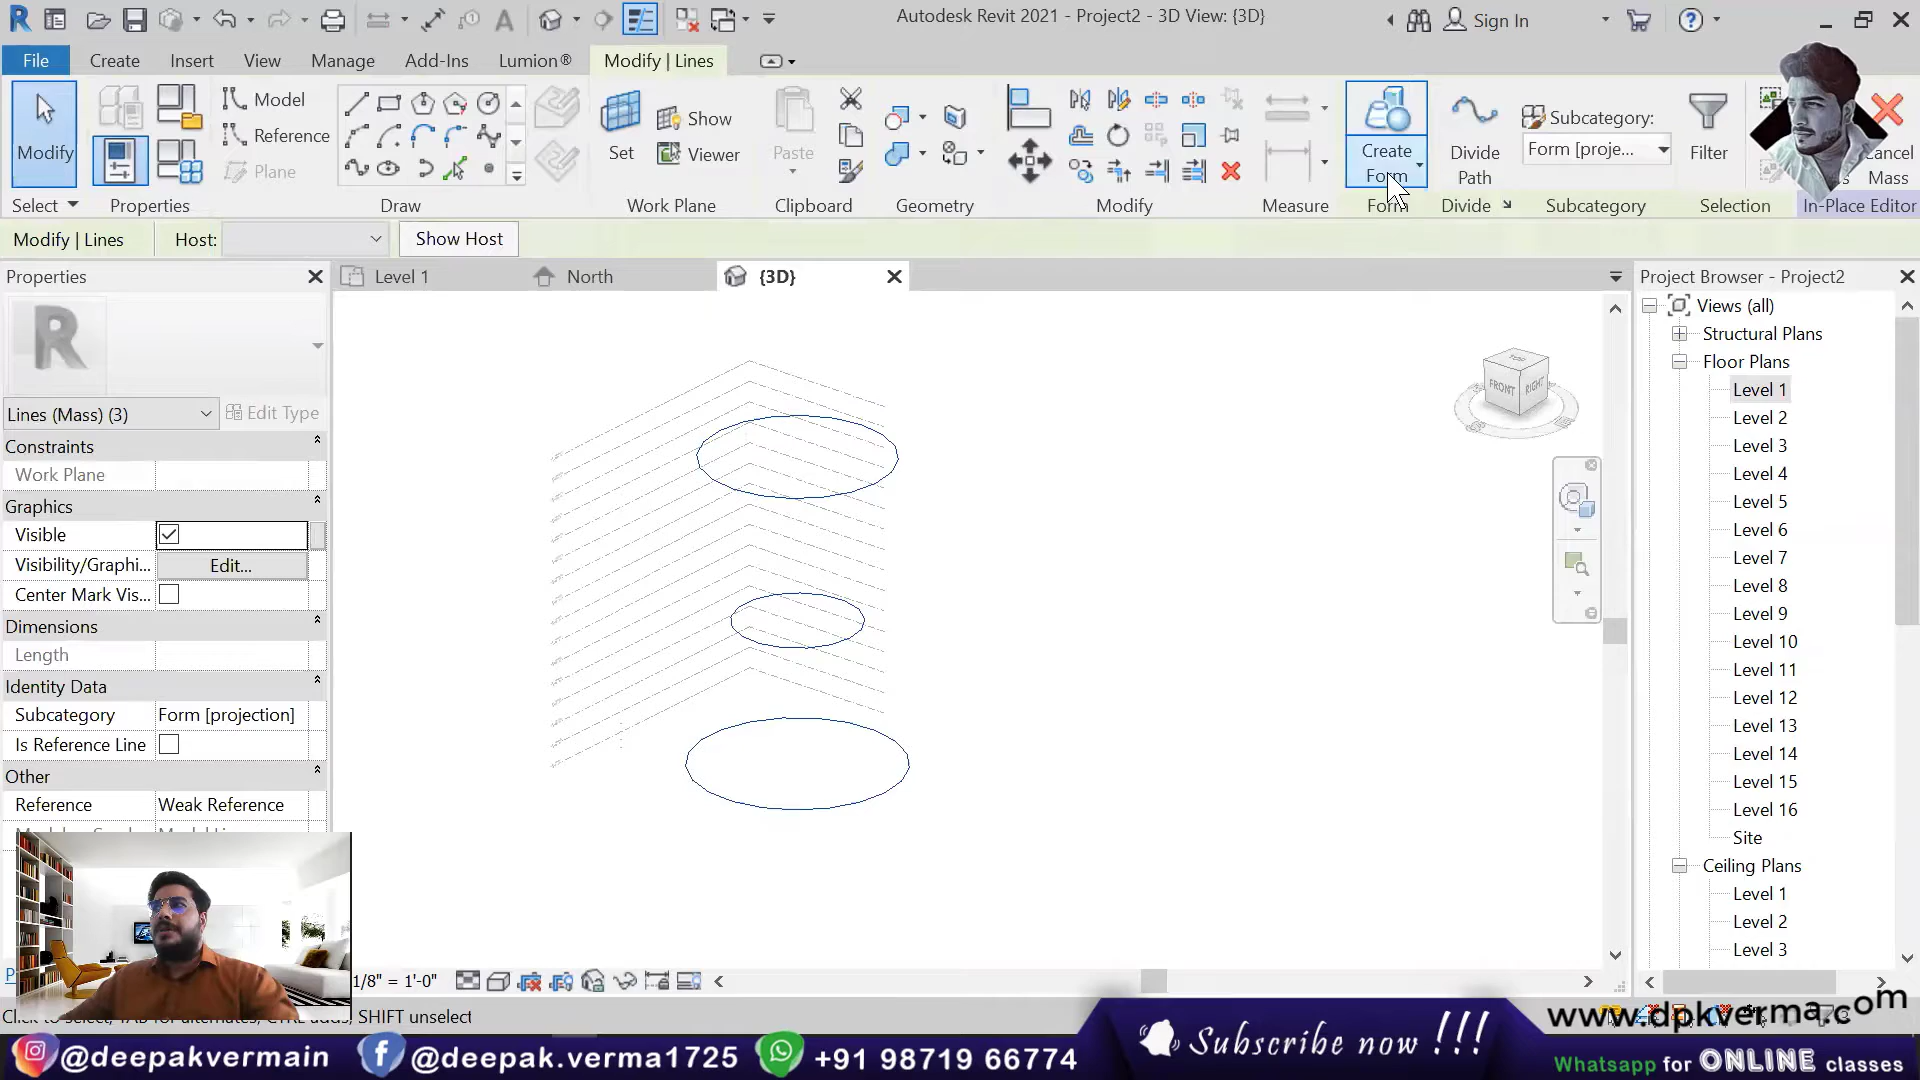 Autodesk Revit 2021 - Project2 - 3D View: {3D}
Sign In
File
Create
Insert
View
Manage
Add-Ins
Lumion®
Modify | Lines
Modify
Model
Reference
Plane
Set
Show
Viewer
Paste
Create
Form
Divide
Path
Subcategory:
Form [proje...
Filter
Cancel
Mass
Select
Properties
Draw
Work Plane
Clipboard
Geometry
Modify
Measure
Form
Divide
Subcategory
Selection
In-Place Editor
Modify | Lines
Host:
Show Host
Properties
Level 1
North
{3D}
Project Browser - Project2
R
Lines (Mass) (3)
Edit Type
Constraints
Work Plane
Graphics
Visible
Visibility/Graphi...
Edit...
Center Mark Vis...
Dimensions
Length
Identity Data
Subcategory
Form [projection]
Is Reference Line
Other
Reference
Weak Reference
TOP
FRONT
RIGHT
Views (all)
Structural Plans
Floor Plans
Level 1
Level 2
Level 3
Level 4
Level 5
Level 6
Level 7
Level 8
Level 9
Level 10
Level 11
Level 12
Level 13
Level 14
Level 15
Level 16
Site
Ceiling Plans
Level 1
Level 2
Level 3
1/8" = 1'-0"
SHIFT unselect
www.dpkverma.com
@deepakvermain
@deepak.verma1725
+91 98719 66774
Subscribe now !!!
Whatsapp for ONLINE classes